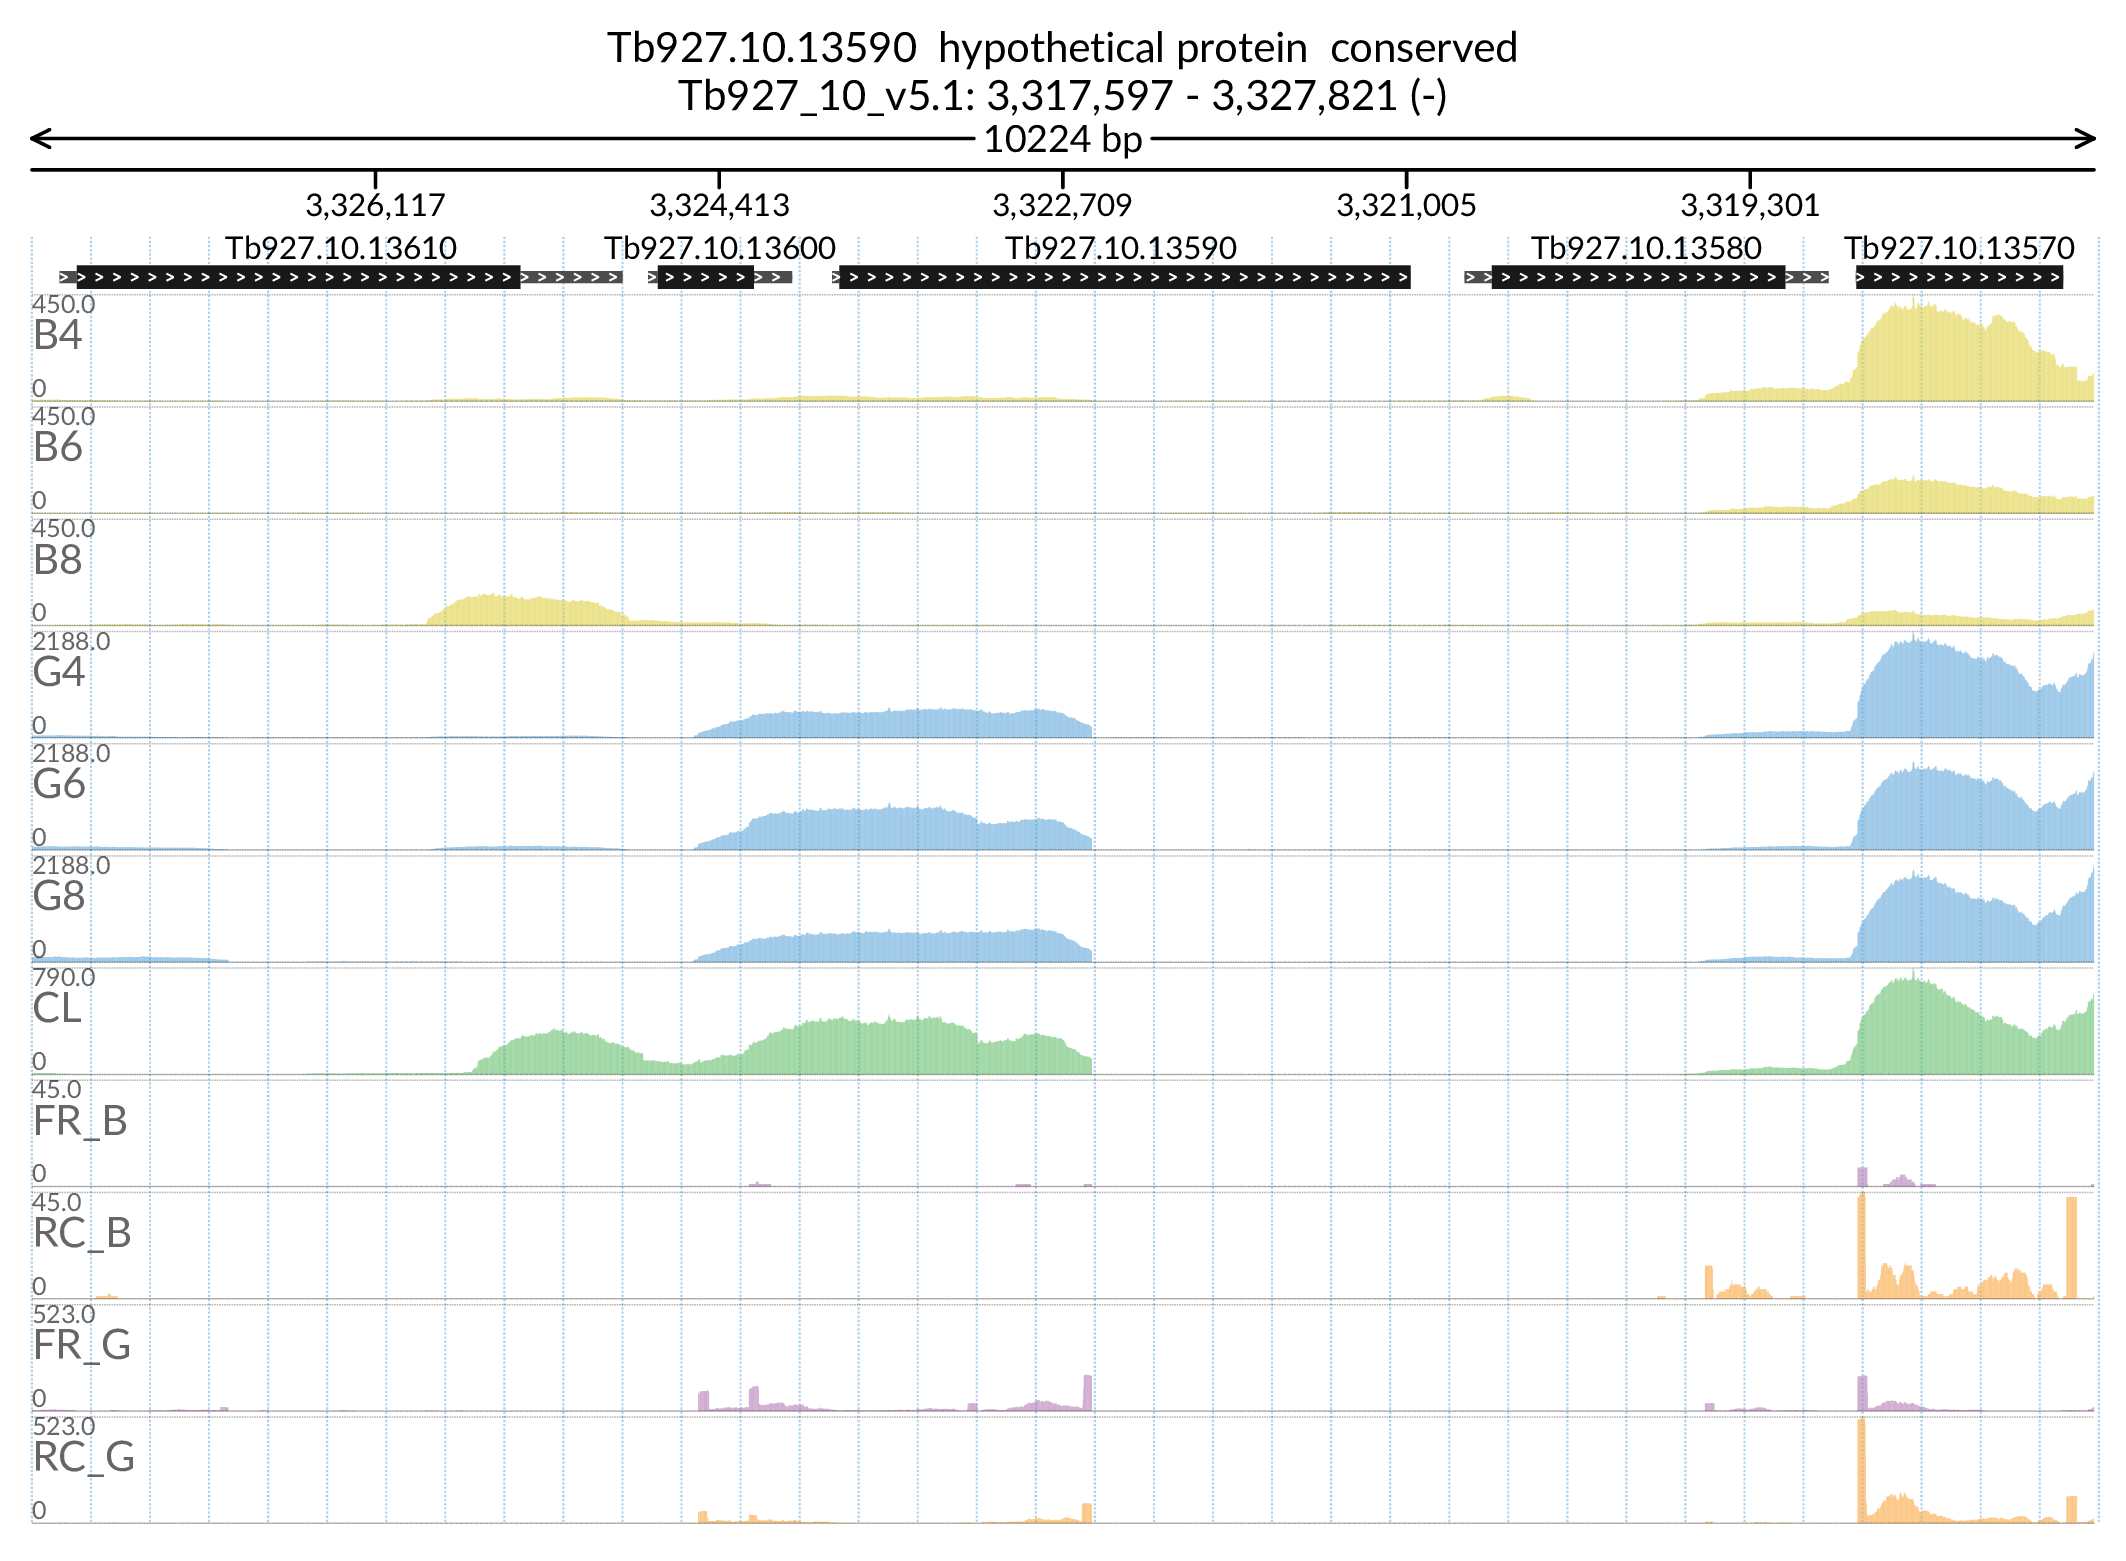 Tb927.10.13590 hypothetical protein conserved
Tb927_10_v5.1: 3,317,597 - 3,327,821 (-)
10224 bp
3,326,117 3,324,413 3,322,709 3,321,005 3,319,301
Tb927.10.13610 Tb927.10.13600 Tb927.10.13590 Tb927.10.13580 Tb927.10.13570
450.0
B4
0
450.0
B6
0
450.0
B8
0
2188.0
G4
0
2188.0
G6
0
2188.0
G8
0
790.0
CL
0
45.0
FR_B
0
45.0
RC_B
0
523.0
FR_G
0
523.0
RC_G
0